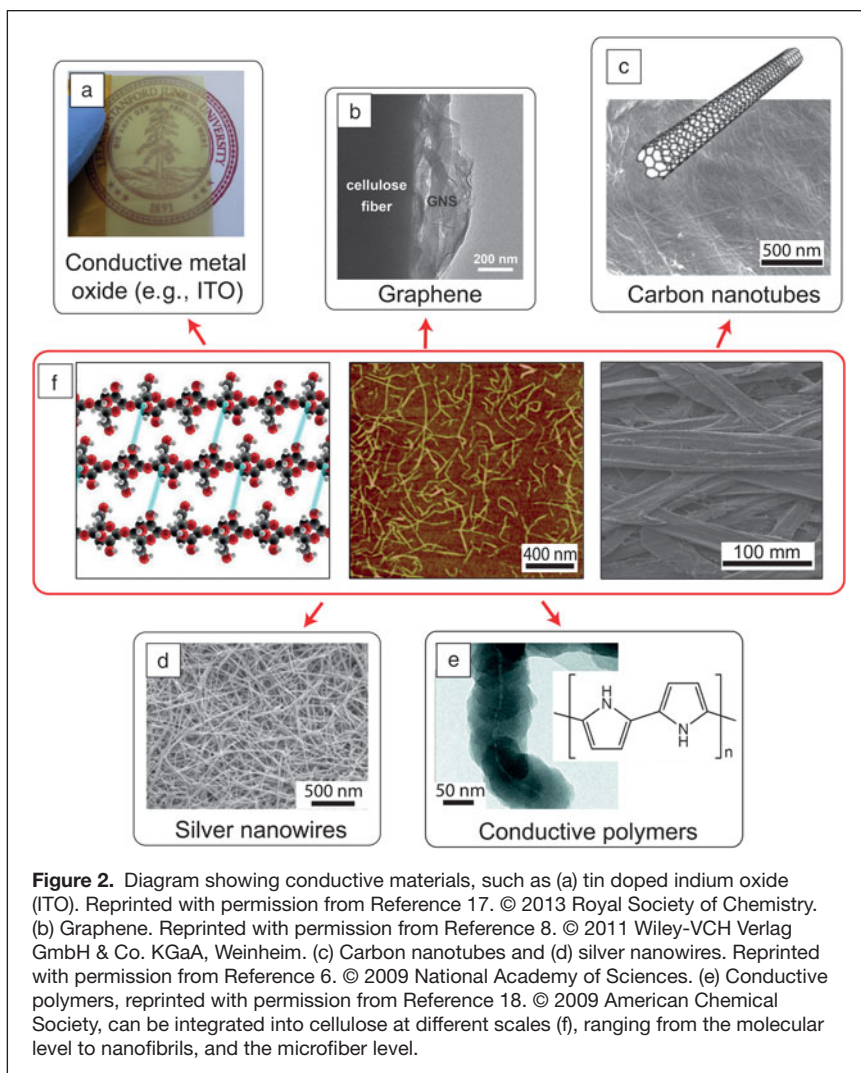 a
STANFORD JUNIOR UNIVERSITY
1891
Conductive metal
oxide (e.g., ITO)
b
cellulose
fiber
GNS
200 nm
Graphene
c
500 nm
Carbon nanotubes
f
400 nm
100 mm
d
500 nm
Silver nanowires
e
50 nm
H
N
N
H
n
Conductive polymers
Figure 2. Diagram showing conductive materials, such as (a) tin doped indium oxide
(ITO). Reprinted with permission from Reference 17. © 2013 Royal Society of Chemistry.
(b) Graphene. Reprinted with permission from Reference 8. © 2011 Wiley-VCH Verlag
GmbH & Co. KGaA, Weinheim. (c) Carbon nanotubes and (d) silver nanowires. Reprinted
with permission from Reference 6. © 2009 National Academy of Sciences. (e) Conductive
polymers, reprinted with permission from Reference 18. © 2009 American Chemical
Society, can be integrated into cellulose at different scales (f), ranging from the molecular
level to nanofibrils, and the microfiber level.